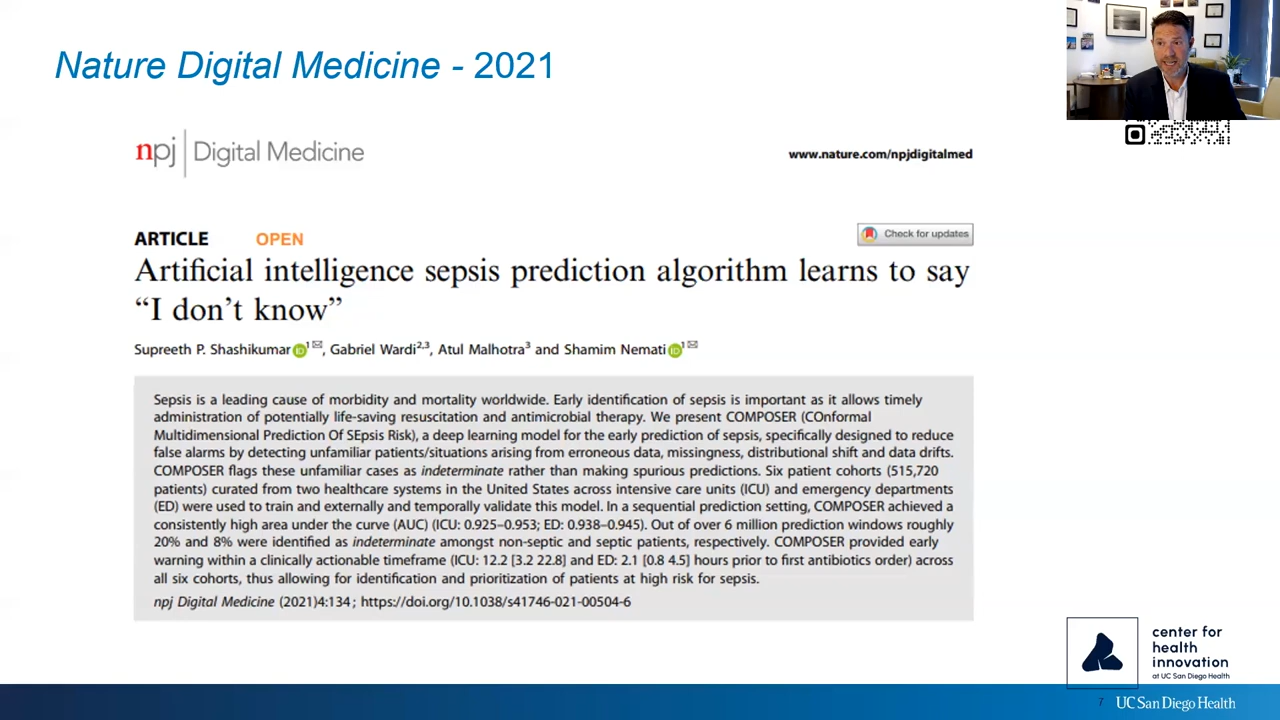 Nature Digital Medicine - 2021
npj Digital Medicine
www.nature.com/npjdigitalmed
ARTICLE OPEN
Check for updates
Artificial intelligence sepsis prediction algorithm learns to say
“I don’t know”
Supreeth P. Shashikumar iD 1✉, Gabriel Wardi2,3, Atul Malhotra3 and Shamim Nemati iD 1✉
Sepsis is a leading cause of morbidity and mortality worldwide. Early identification of sepsis is important as it allows timely
administration of potentially life-saving resuscitation and antimicrobial therapy. We present COMPOSER (COnformal
Multidimensional Prediction Of SEpsis Risk), a deep learning model for the early prediction of sepsis, specifically designed to reduce
false alarms by detecting unfamiliar patients/situations arising from erroneous data, missingness, distributional shift and data drifts.
COMPOSER flags these unfamiliar cases as indeterminate rather than making spurious predictions. Six patient cohorts (515,720
patients) curated from two healthcare systems in the United States across intensive care units (ICU) and emergency departments
(ED) were used to train and externally and temporally validate this model. In a sequential prediction setting, COMPOSER achieved a
consistently high area under the curve (AUC) (ICU: 0.925–0.953; ED: 0.938–0.945). Out of over 6 million prediction windows roughly
20% and 8% were identified as indeterminate amongst non-septic and septic patients, respectively. COMPOSER provided early
warning within a clinically actionable timeframe (ICU: 12.2 [3.2 22.8] and ED: 2.1 [0.8 4.5] hours prior to first antibiotics order) across
all six cohorts, thus allowing for identification and prioritization of patients at high risk for sepsis.
npj Digital Medicine (2021)4:134 ; https://doi.org/10.1038/s41746-021-00504-6
center for
health
innovation
at UC San Diego Health
7 UC San Diego Health